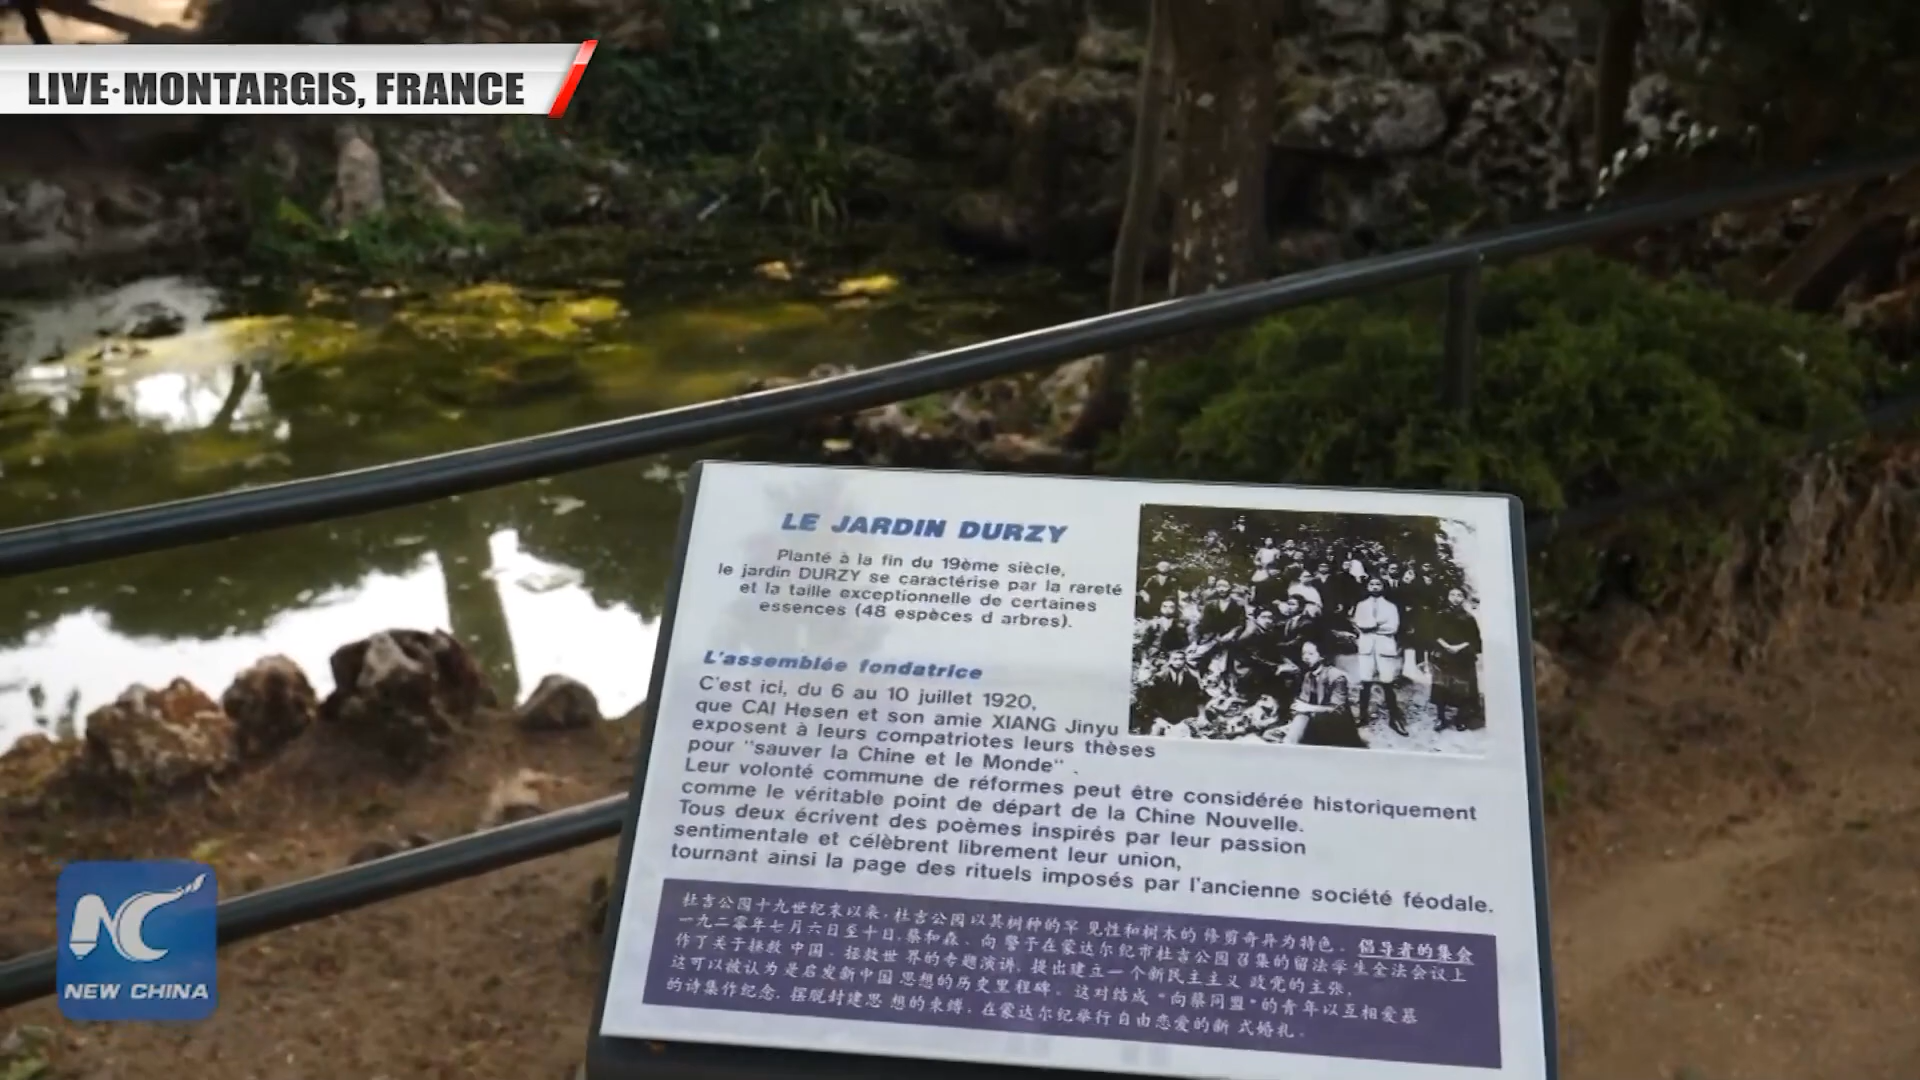 LIVE·MONTARGIS, FRANCE
LE JARDIN DURZY
Planté à la fin du 19ème siècle,
le jardin DURZY se caractérise par la rareté
et la taille exceptionnelle de certaines
essences (48 espèces d arbres).
L'assemblée fondatrice
C'est ici, du 6 au 10 juillet 1920,
que CAI Hesen et son amie XIANG Jinyu
exposent à leurs compatriotes leurs thèses
pour "sauver la Chine et le Monde" .
Leur volonté commune de réformes peut être considérée historiquement
comme le véritable point de départ de la Chine Nouvelle.
Tous deux écrivent des poèmes inspirés par leur passion
sentimentale et célèbrent librement leur union,
tournant ainsi la page des rituels imposés par l'ancienne société féodale.
杜吉公园十九世纪末以来，杜吉公园以其树种的罕 见性和树木的 修剪奇异为特色。 倡导者的集会
一九二零年七月六日至十日，蔡和森、向 警予在蒙达尔纪市杜吉公园 召集的留法学生全法会议上
作了关于拯救 中国、拯救世 界的专题演讲，提出建立一个新民主主义 政党的主张，
这可以被认为 是启发新中国 思想的历史里程碑。这对结成 "向蔡同盟"的青年以互相爱慕
的诗集作纪念，摆脱封建思 想的束缚，在蒙达尔纪举行自由恋爱的新 式婚礼。
NEW CHINA